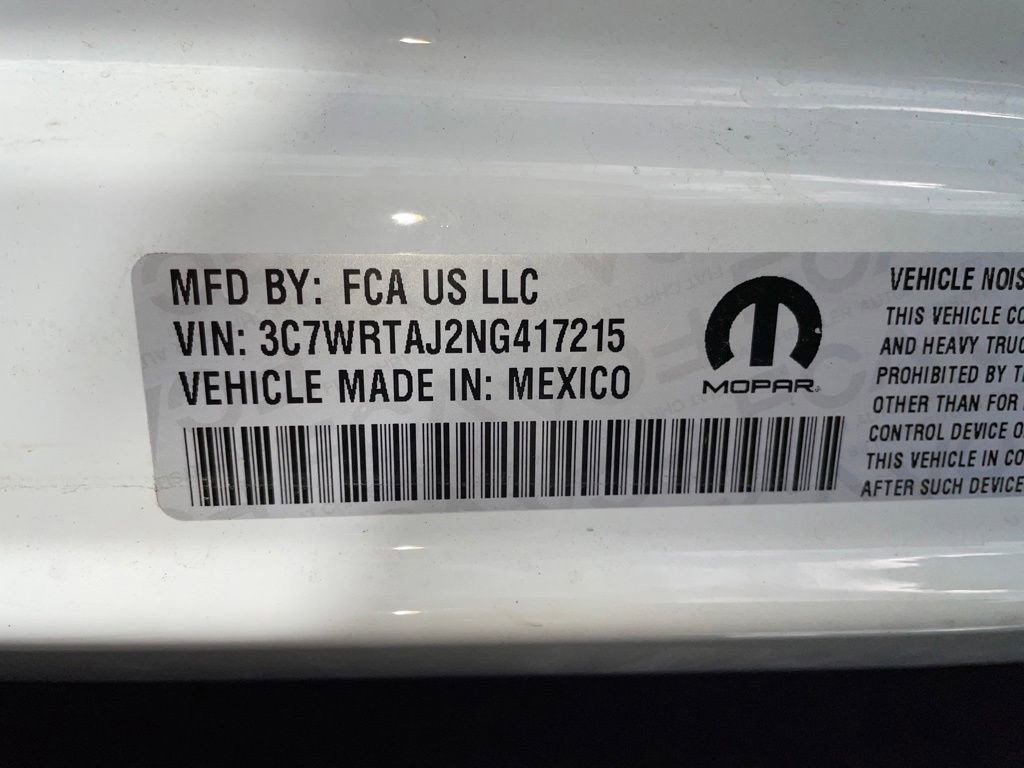 MFD BY: FCA US LLC
VIN: 3C7WRTAJ2NG417215
VEHICLE MADE IN: MEXICO
MOPAR
VEHICLE NOIS
THIS VEHICLE CO
AND HEAVY TRUC
PROHIBITED BY T
OTHER THAN FOR
CONTROL DEVICE O
THIS VEHICLE IN CO
AFTER SUCH DEVICE